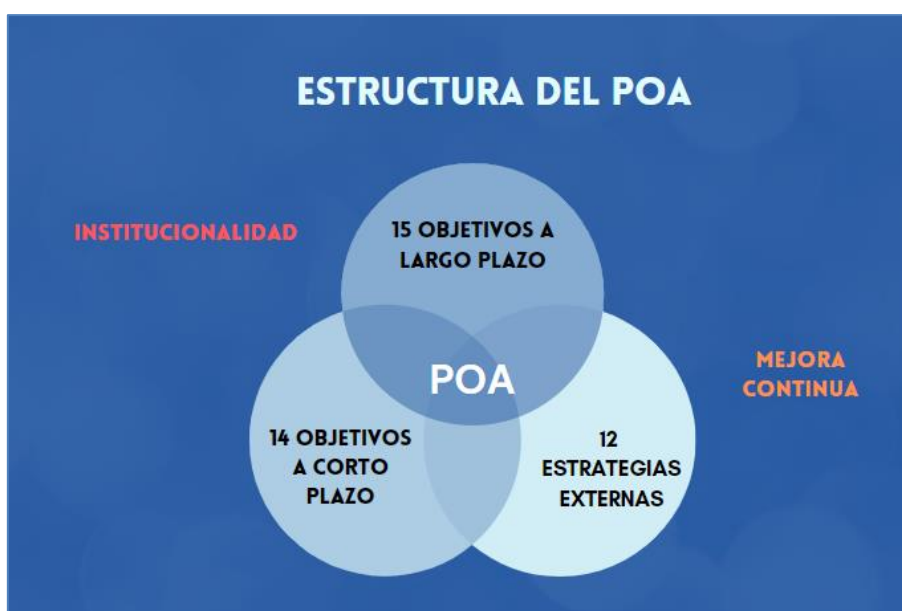 ESTRUCTURA DEL POA
INSTITUCIONALIDAD
15 OBJETIVOS A
LARGO PLAZO
MEJORA
CONTINUA
POA
14 OBJETIVOS
A CORTO
PLAZO
12
ESTRATEGIAS
EXTERNAS